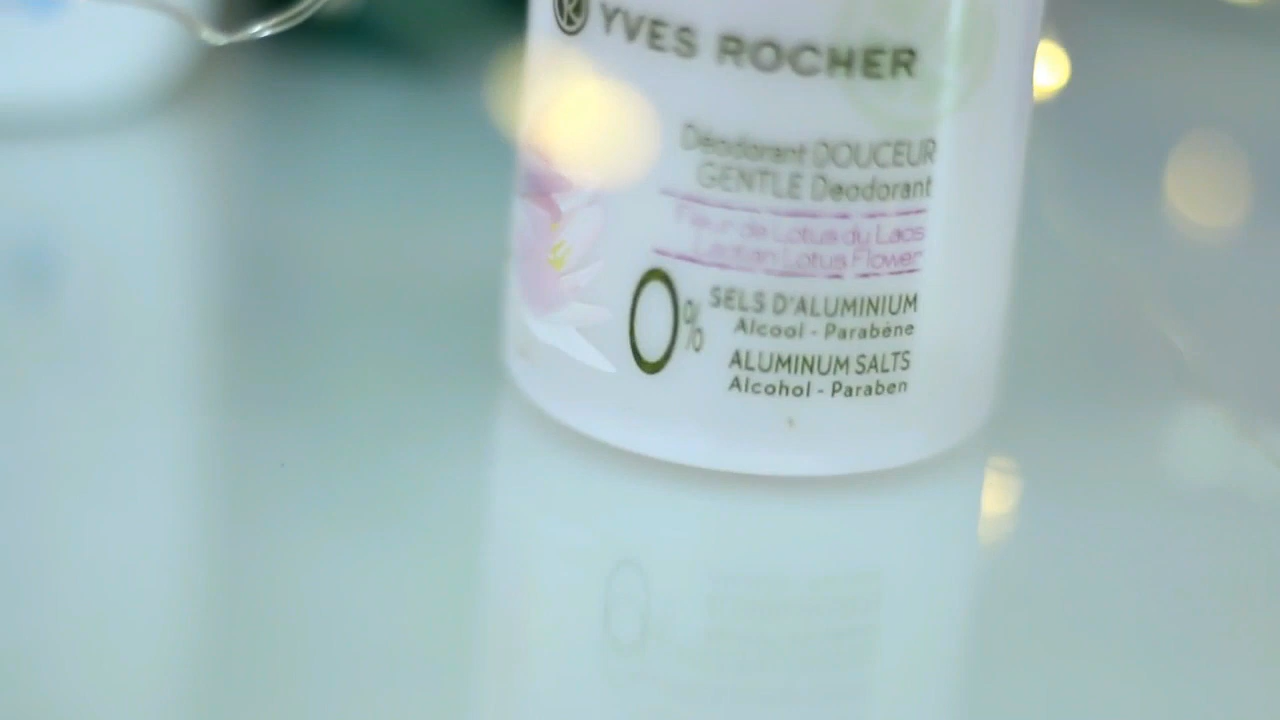 YVES ROCHER
Déodorant DOUCEUR
GENTLE Deodorant
Fleur de Lotus du Laos
Laotian Lotus Flower
0% SELS D'ALUMINIUM
Alcool - Parabène
ALUMINUM SALTS
Alcohol - Paraben